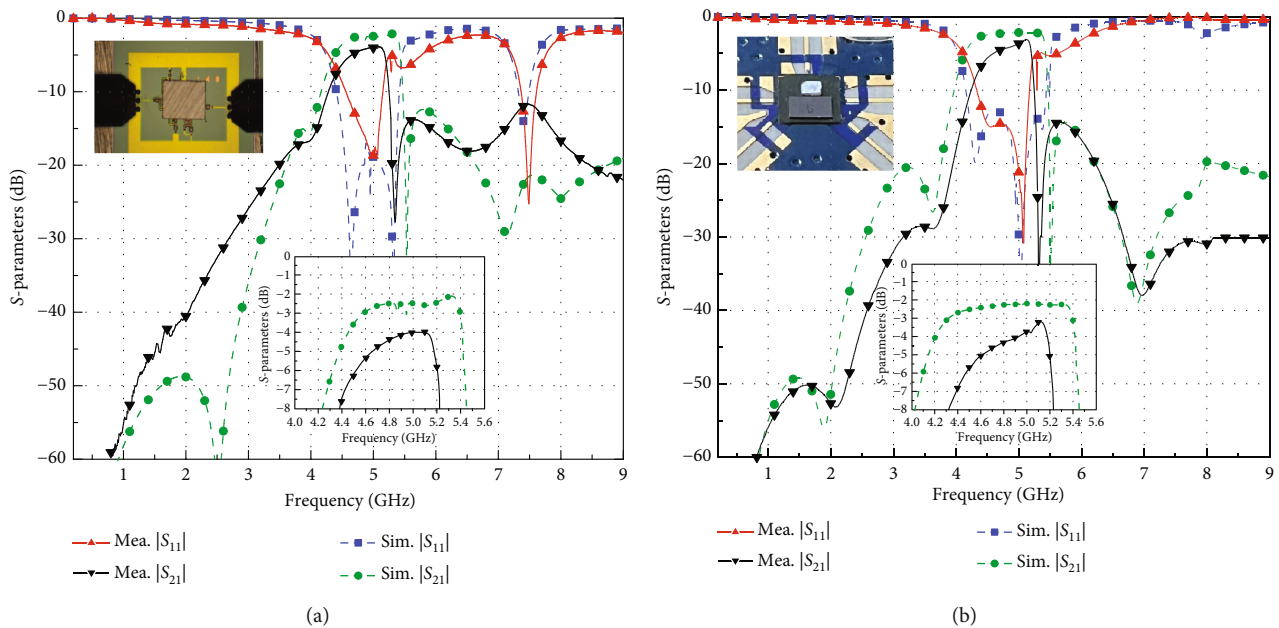 0
−10
−20
−30
−40
−50
−60
S-parameters (dB)
1 2 3 4 5 6 7 8 9
Frequency (GHz)
0
−1
−2
−3
−4
−5
−6
−7
−8
S-parameters (dB)
4.0 4.2 4.4 4.6 4.8 5.0 5.2 5.4 5.6
Frequency (GHz)
Mea. |S11|
Mea. |S21|
Sim. |S11|
Sim. |S21|
(a)
0
−10
−20
−30
−40
−50
−60
S-parameters (dB)
1 2 3 4 5 6 7 8 9
Frequency (GHz)
0
−1
−2
−3
−4
−5
−6
−7
−8
S-parameters (dB)
4.0 4.2 4.4 4.6 4.8 5.0 5.2 5.4 5.6
Frequency (GHz)
Mea. |S11|
Mea. |S21|
Sim. |S11|
Sim. |S21|
(b)